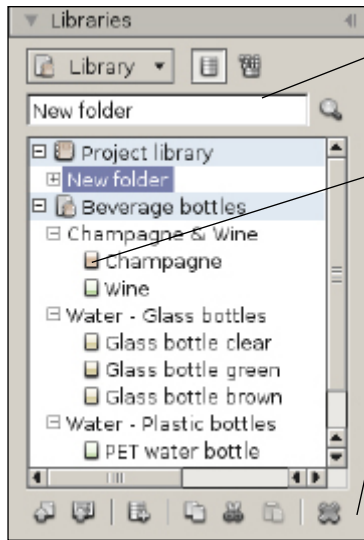 Libraries
Library
New folder
Project library
New folder
Beverage bottles
Champagne & Wine
Champagne
Wine
Water - Glass bottles
Glass bottle clear
Glass bottle green
Glass bottle brown
Water - Plastic bottles
PET water bottle